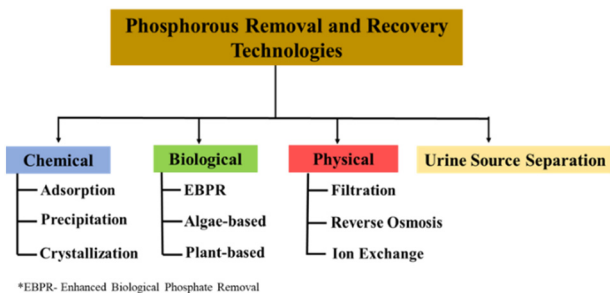 Phosphorous Removal and Recovery
Technologies
Chemical
Biological
Physical
Urine Source Separation
Adsorption
EBPR
Filtration
Precipitation
Algae-based
Reverse Osmosis
Crystallization
Plant-based
Ion Exchange
*EBPR- Enhanced Biological Phosphate Removal